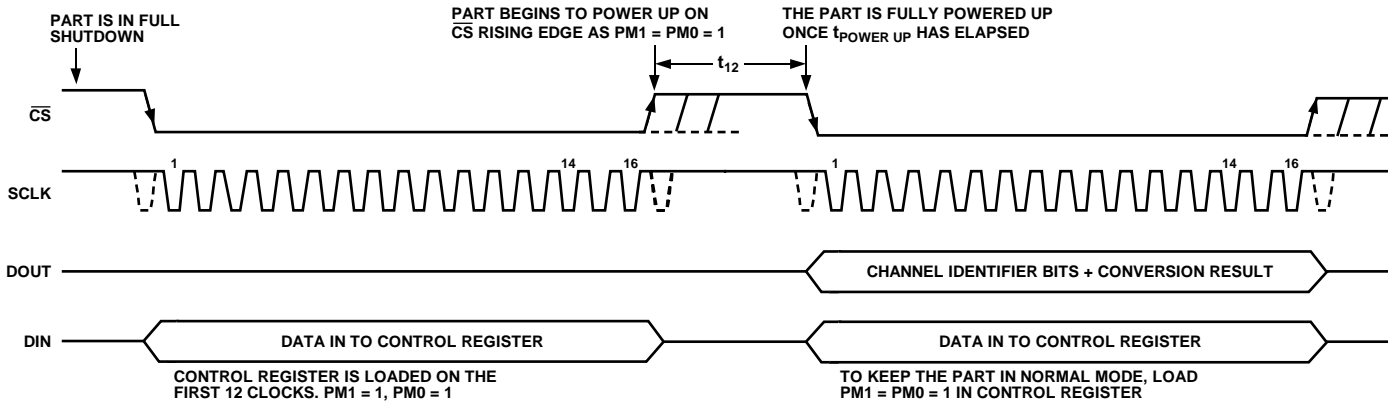 PART IS IN FULL
SHUTDOWN
PART BEGINS TO POWER UP ON
CS RISING EDGE AS PM1 = PM0 = 1
THE PART IS FULLY POWERED UP
ONCE tPOWER UP HAS ELAPSED
t12
CS
1
14
16
1
14
16
SCLK
DOUT
CHANNEL IDENTIFIER BITS + CONVERSION RESULT
DIN
DATA IN TO CONTROL REGISTER
DATA IN TO CONTROL REGISTER
CONTROL REGISTER IS LOADED ON THE
FIRST 12 CLOCKS. PM1 = 1, PM0 = 1
TO KEEP THE PART IN NORMAL MODE, LOAD
PM1 = PM0 = 1 IN CONTROL REGISTER